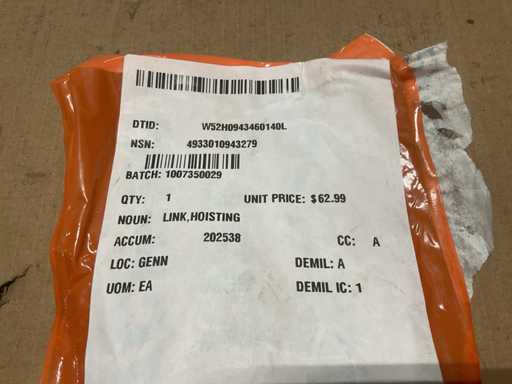 DTID: W52H0943460140L
NSN: 4933010943279
BATCH: 1007350029
QTY: 1 UNIT PRICE: $62.99
NOUN: LINK,HOISTING
ACCUM: 202538 CC: A
LOC: GENN DEMIL: A
UOM: EA DEMIL IC: 1